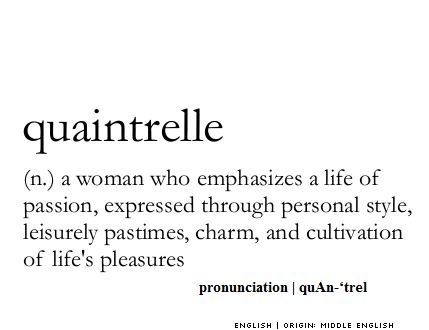 quaintrelle
(n.) a woman who emphasizes a life of
passion, expressed through personal style,
leisurely pastimes, charm, and cultivation
of life's pleasures
pronunciation | quAn-‘trel
ENGLISH | ORIGIN: MIDDLE ENGLISH